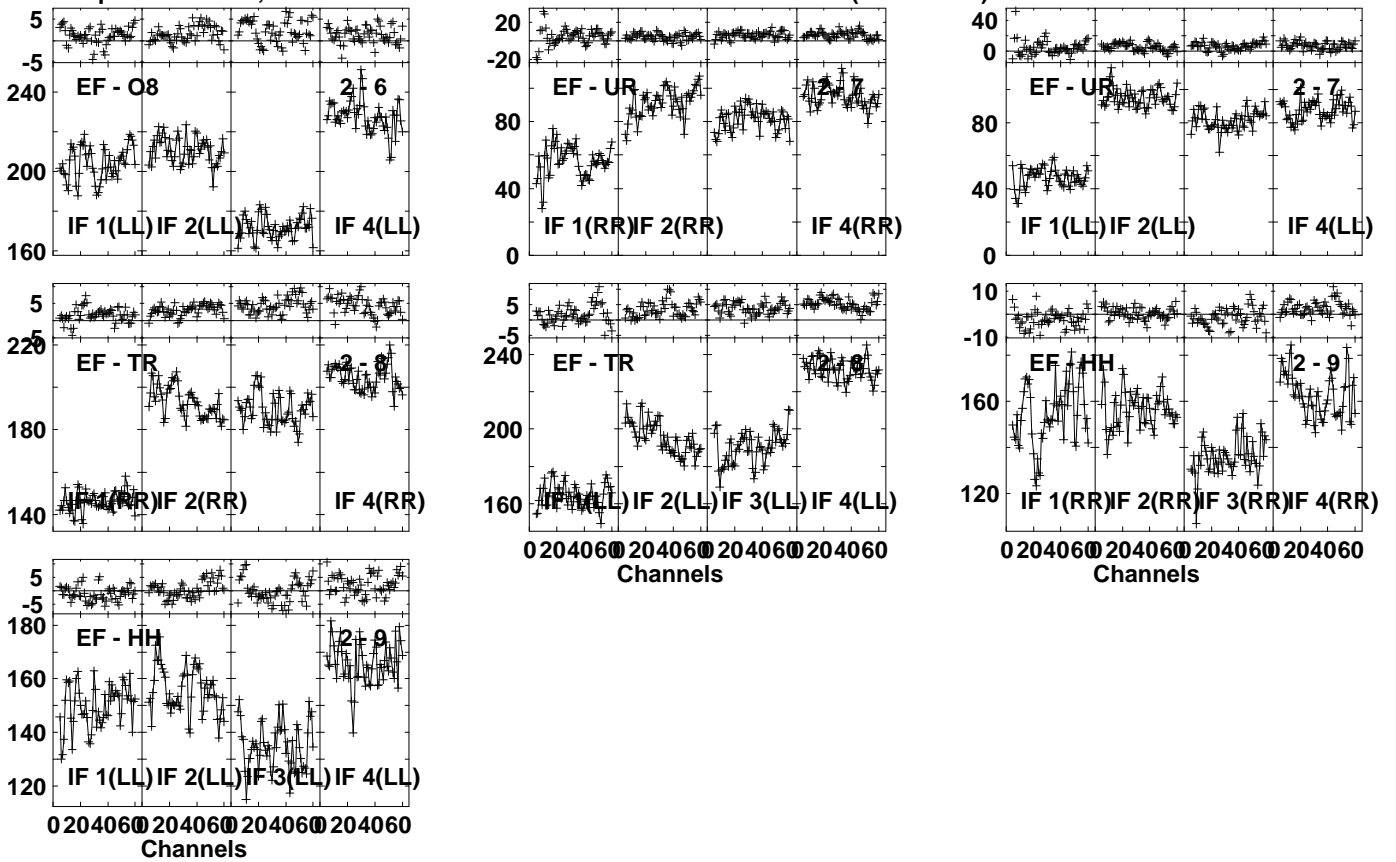 5
-5
EF - O8
2 - 6
240
200
160
IF 1(LL) IF 2(LL) IF 4(LL)
20
-20
EF - UR
2 - 7
80
40
0
IF 1(RR) IF 2(RR) IF 4(RR)
40
0
EF - UR
2 - 7
80
40
0
IF 1(LL) IF 2(LL) IF 4(LL)
5
-5
220
EF - TR
2 - 8
180
140
IF 1(RR) IF 2(RR) IF 4(RR)
5
-5
240
EF - TR
2 - 8
200
160
IF 1(LL) IF 2(LL) IF 3(LL) IF 4(LL)
0 204060 0 204060 0 204060 0 204060
Channels
10
-10
EF - HH
2 - 9
160
120
IF 1(RR) IF 2(RR) IF 3(RR) IF 4(RR)
0 204060 0 204060 0 204060 0 204060
Channels
5
-5
180
EF - HH
2 - 9
160
140
120
IF 1(LL) IF 2(LL) IF 3(LL) IF 4(LL)
0 204060 0 204060 0 204060 0 204060
Channels